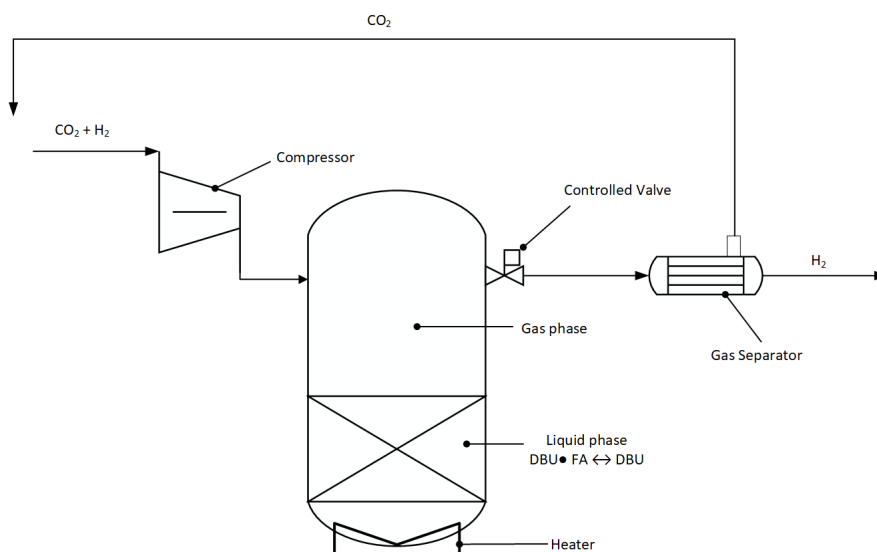 CO₂
CO₂ + H₂
Compressor
Controlled Valve
H₂
Gas phase
Gas Separator
Liquid phase
DBU● FA ↔ DBU
Heater